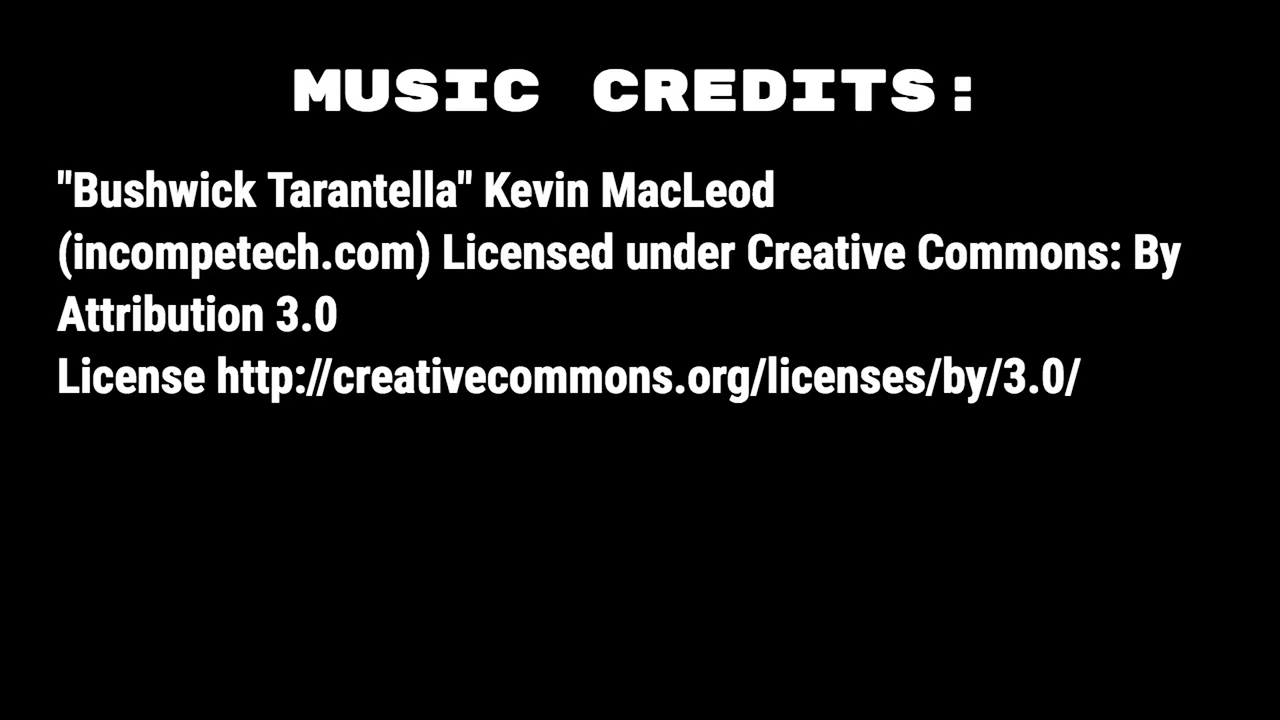 MUSIC CREDITS:
"Bushwick Tarantella" Kevin MacLeod
(incompetech.com) Licensed under Creative Commons: By
Attribution 3.0
License http://creativecommons.org/licenses/by/3.0/